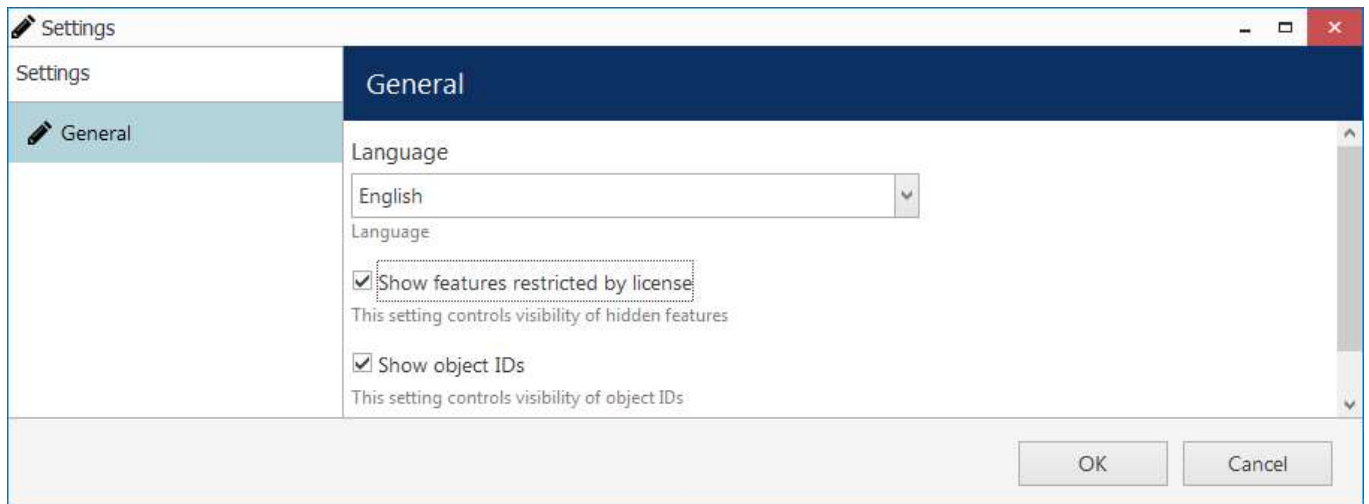 Settings
Settings
General
General
Language
English
Language
Show features restricted by license
This setting controls visibility of hidden features
Show object IDs
This setting controls visibility of object IDs
OK
Cancel